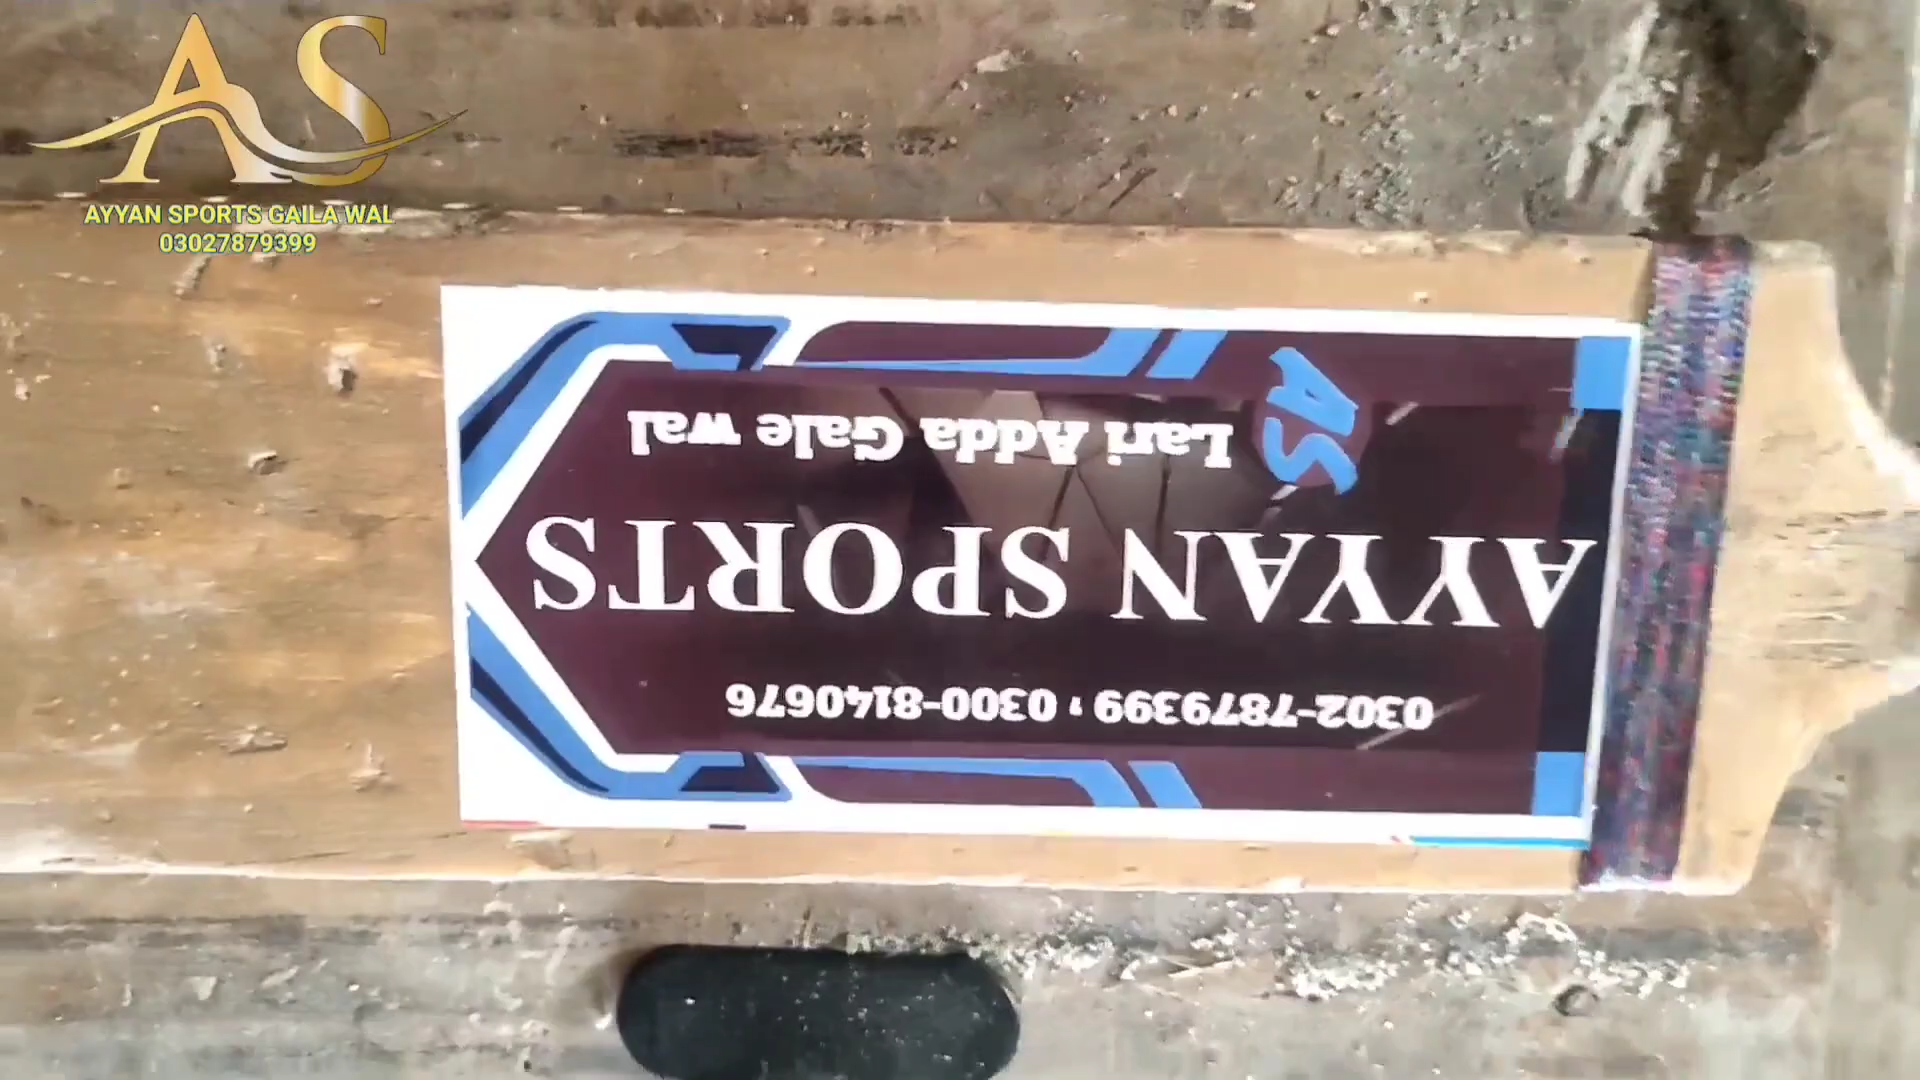 AS
AYYAN SPORTS GAILA WAL
03027879399
0302-7879399, 0300-8140676
AYYAN SPORTS
AS Lari Adda Gale wal